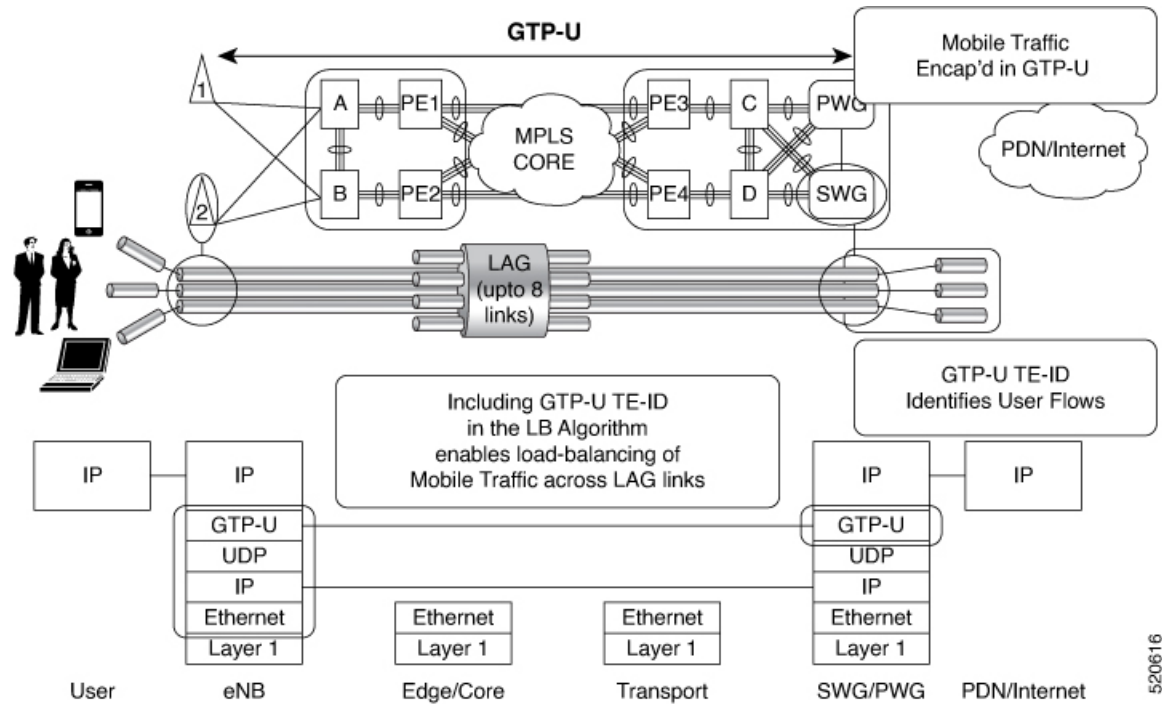 GTP-U
Mobile Traffic
Encap'd in GTP-U
1
A
PE1
PE3
C
PWG
MPLS
CORE
PDN/Internet
2
B
PE2
PE4
D
SWG
LAG
(upto 8
links)
GTP-U TE-ID
Identifies User Flows
Including GTP-U TE-ID
in the LB Algorithm
enables load-balancing of
Mobile Traffic across LAG links
IP
IP
IP
IP
GTP-U
GTP-U
UDP
UDP
IP
IP
Ethernet
Ethernet
Ethernet
Ethernet
Layer 1
Layer 1
Layer 1
Layer 1
User
eNB
Edge/Core
Transport
SWG/PWG
PDN/Internet
520616